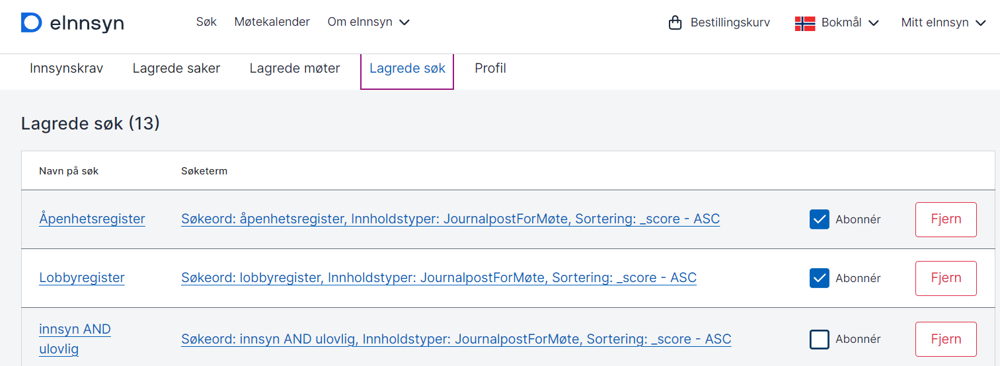 eInnsyn Søk Møtekalender Om eInnsyn Bestillingskurv Bokmål Mitt eInnsyn
Innsynskrav Lagrede saker Lagrede møter Lagrede søk Profil
Lagrede søk (13)
Navn på søk Søketerm
Åpenhetsregister Søkeord: åpenhetsregister, Innholdstyper: JournalpostForMøte, Sortering: _score - ASC Abonnér Fjern
Lobbyregister Søkeord: lobbyregister, Innholdstyper: JournalpostForMøte, Sortering: _score - ASC Abonnér Fjern
innsyn AND
ulovlig
Søkeord: innsyn AND ulovlig, Innholdstyper: JournalpostForMøte, Sortering: _score - ASC Abonnér Fjern